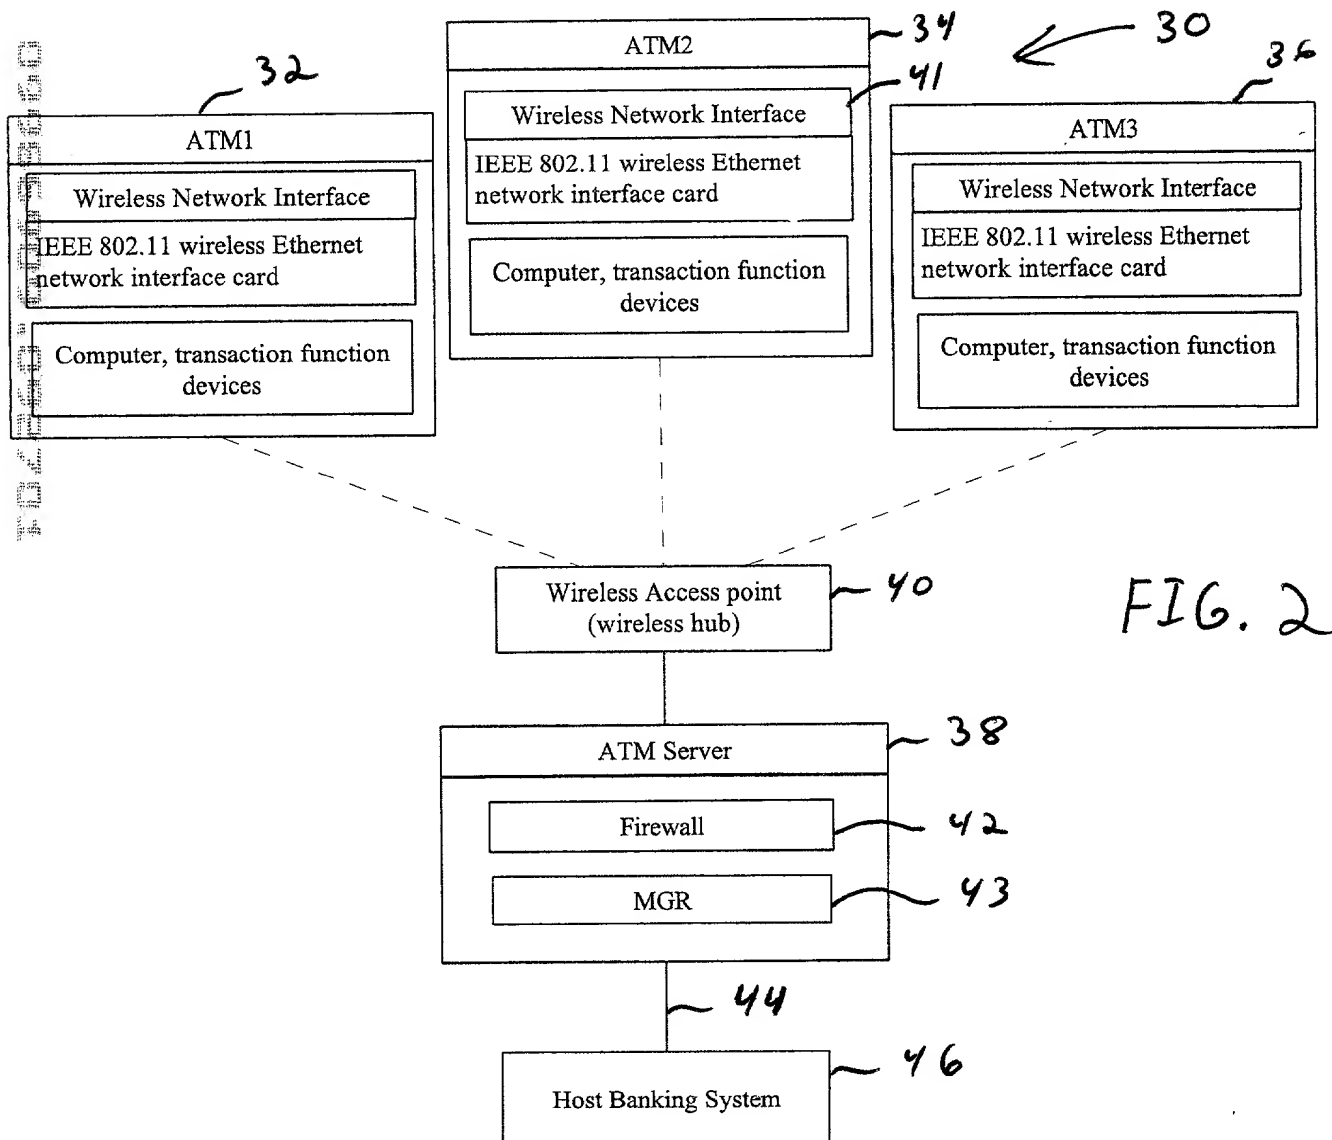 30
34
ATM2
36
32
41
Wireless Network Interface
IEEE 802.11 wireless Ethernet
network interface card
Computer, transaction function
devices
ATM1
Wireless Network Interface
IEEE 802.11 wireless Ethernet
network interface card
Computer, transaction function
devices
ATM3
Wireless Network Interface
IEEE 802.11 wireless Ethernet
network interface card
Computer, transaction function
devices
Wireless Access point
(wireless hub)
40
FIG. 2
ATM Server
38
Firewall
42
MGR
43
44
Host Banking System
46